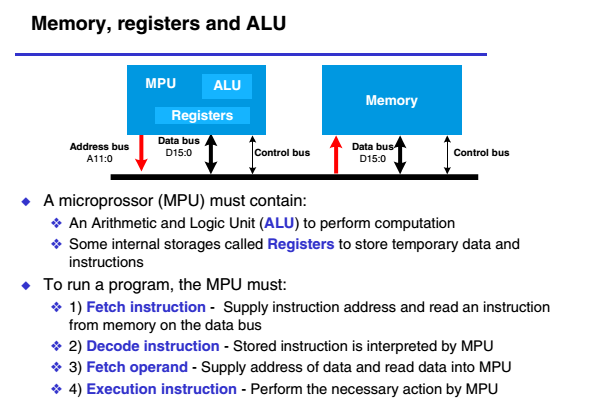 Memory, registers and ALU
MPU
ALU
Registers
Memory
Address bus
A11:0
Data bus
D15:0
Control bus
Data bus
D15:0
Control bus
A microprossor (MPU) must contain:
An Arithmetic and Logic Unit (ALU) to perform computation
Some internal storages called Registers to store temporary data and
instructions
To run a program, the MPU must:
1) Fetch instruction -  Supply instruction address and read an instruction
from memory on the data bus
2) Decode instruction - Stored instruction is interpreted by MPU
3) Fetch operand - Supply address of data and read data into MPU
4) Execution instruction - Perform the necessary action by MPU